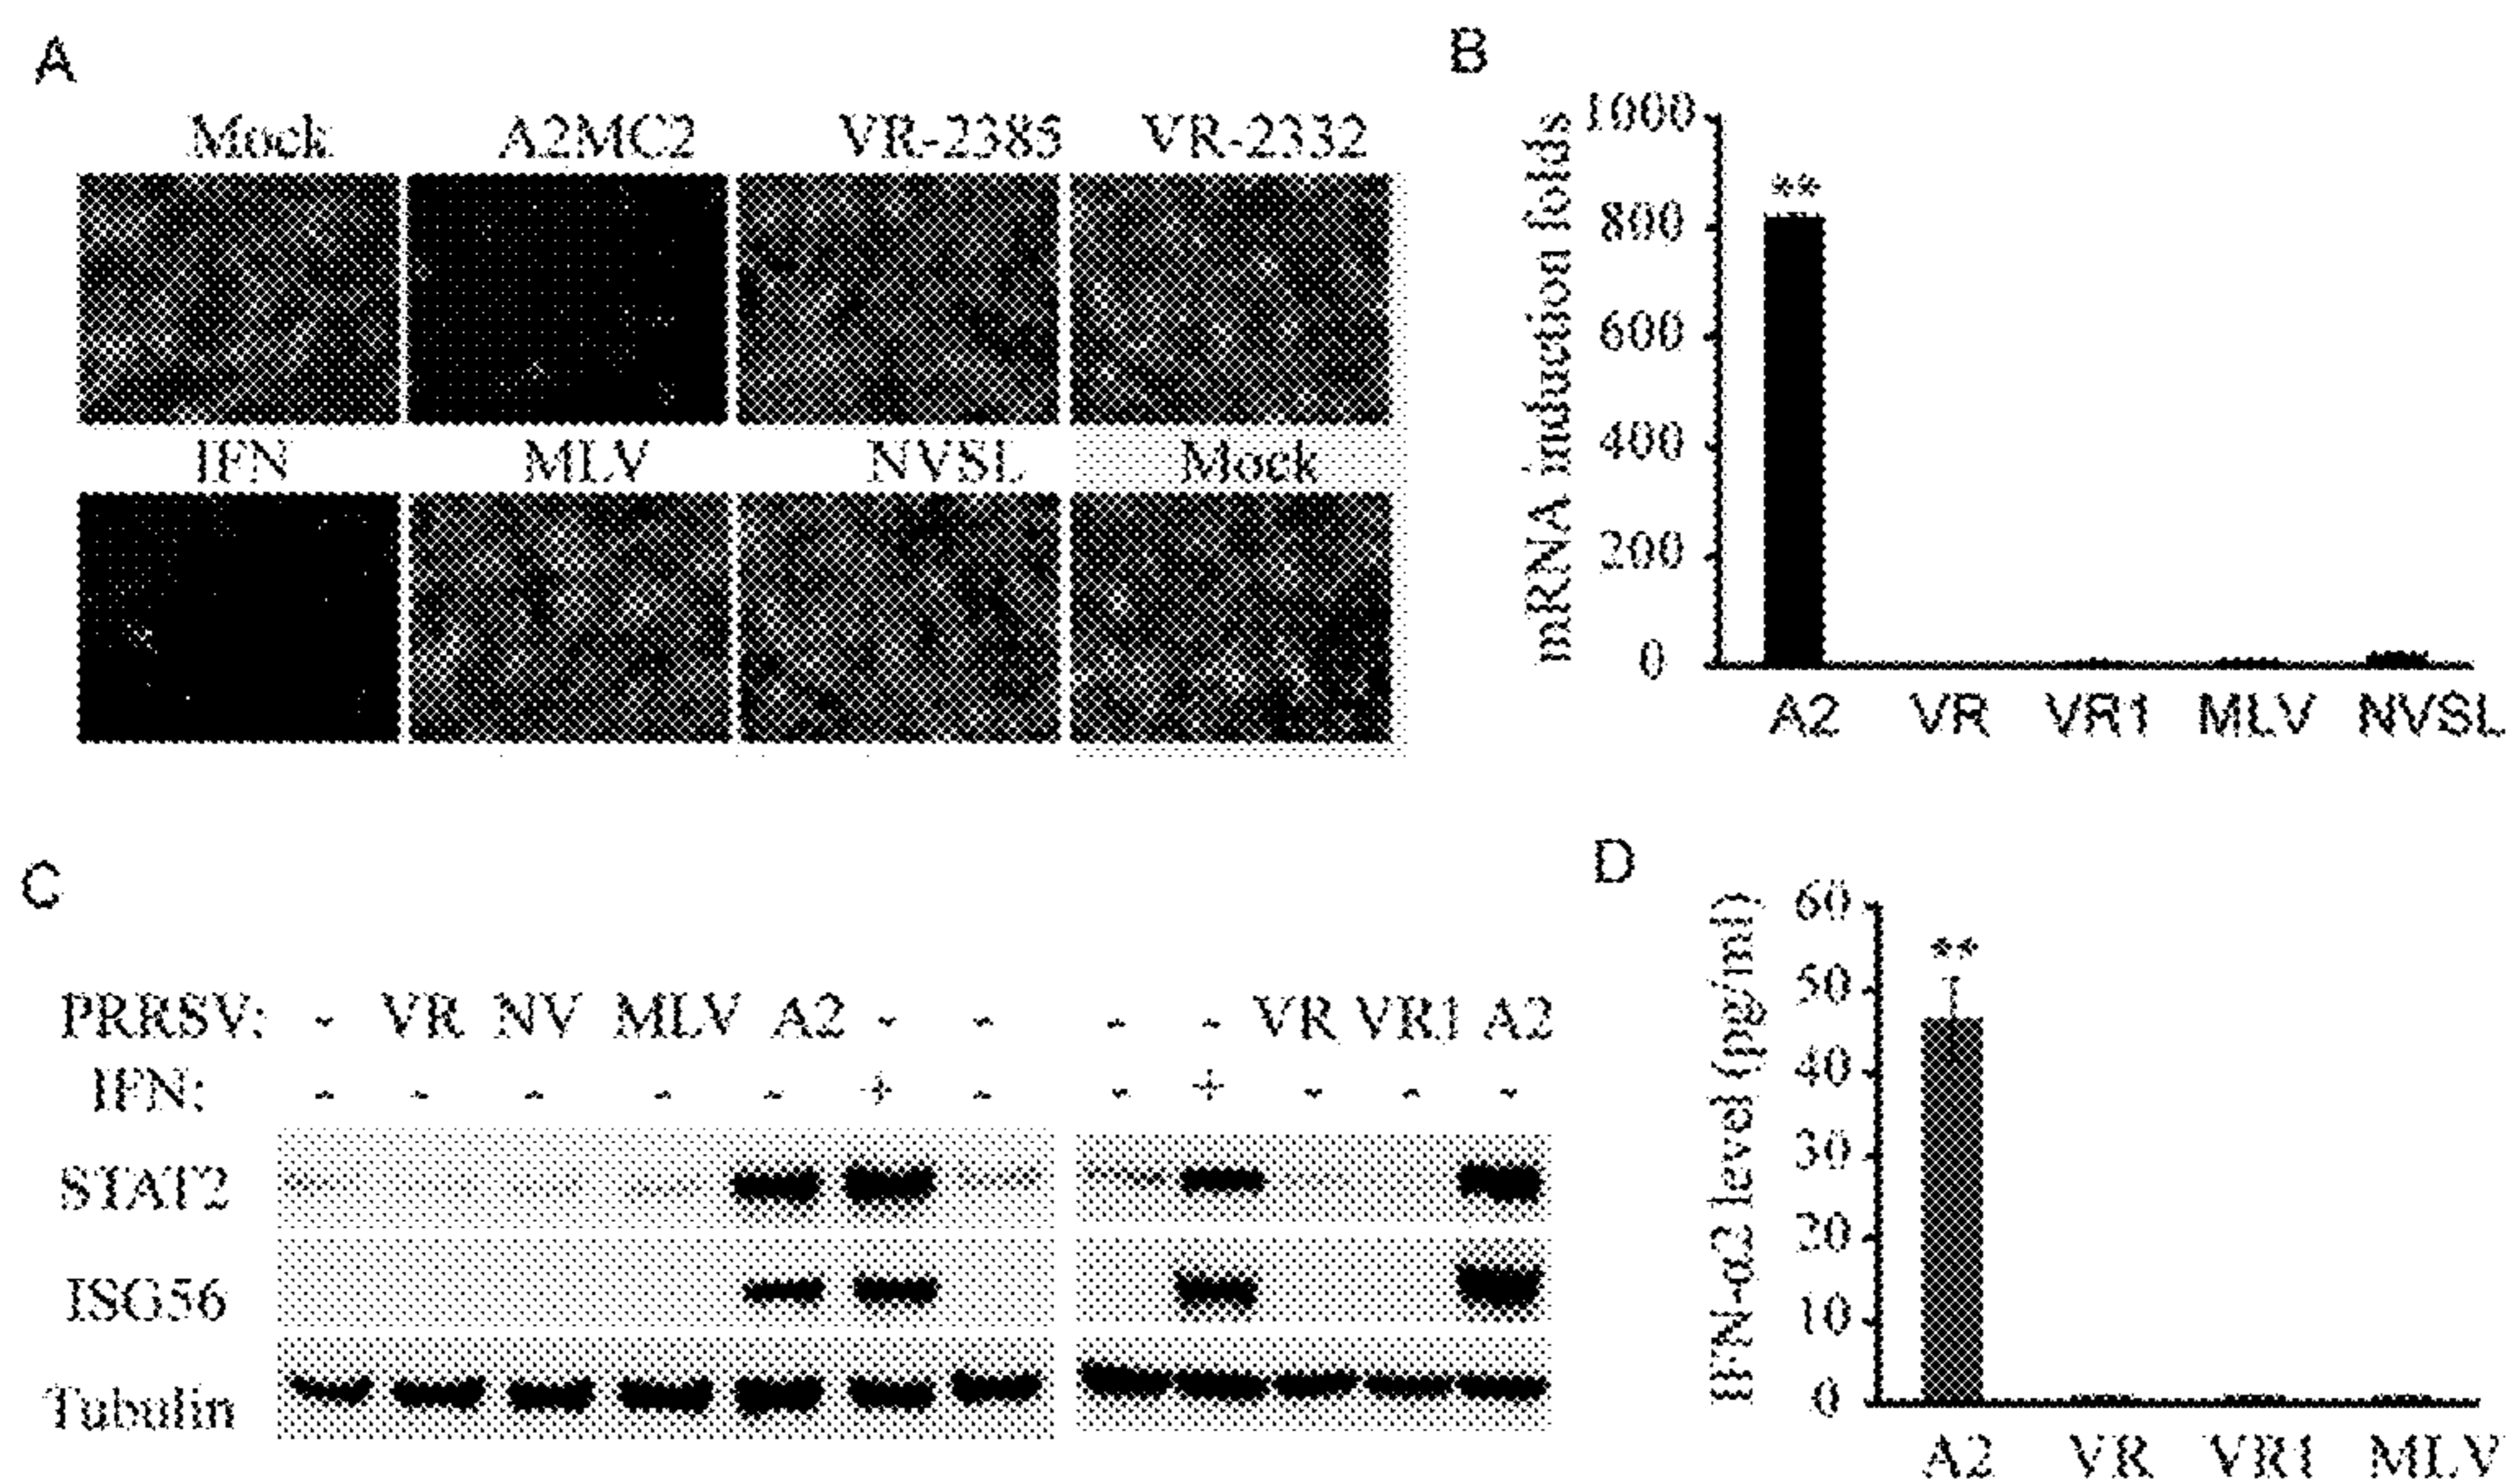 A
Mock A2MC2 VR-2385 VR-2332
IFN MLV NVSL Mock
B
mRNA induction folds
1000
800
600
400
200
0
**
A2 VR VR1 MLV NVSL
C
PRRSV: - VR NV MLV A2 - - - - VR VR1 A2
IFN: - - - - - + - - + - - -
STAT2
ISG56
Tubulin
D
IFN-α2 level (pg/ml)
60
50
40
30
20
10
0
**
A2 VR VR1 MLV